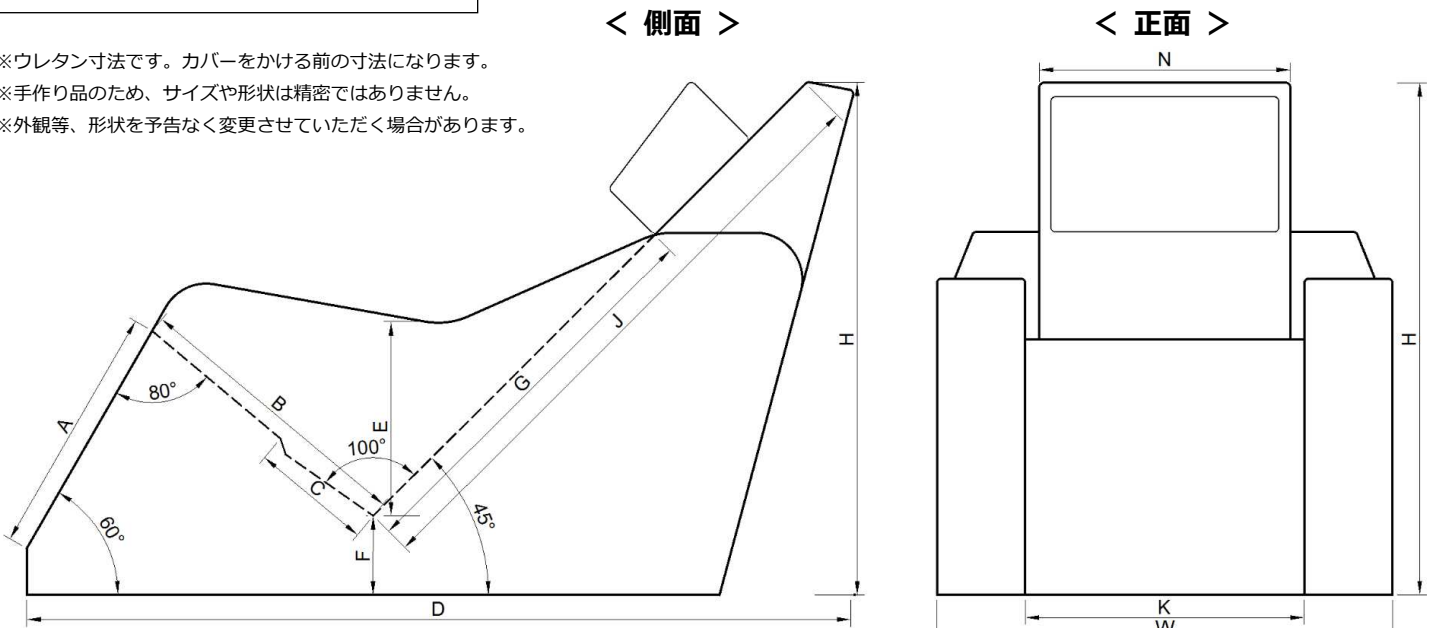 < 側面 >
< 正面 >
※ウレタン寸法です。カバーをかける前の寸法になります。
※手作り品のため、サイズや形状は精密ではありません。
※外観等、形状を予告なく変更させていただく場合があります。
N
A
80°
B
E
100°
C
G
J
H
H
60°
F
45°
D
K
W